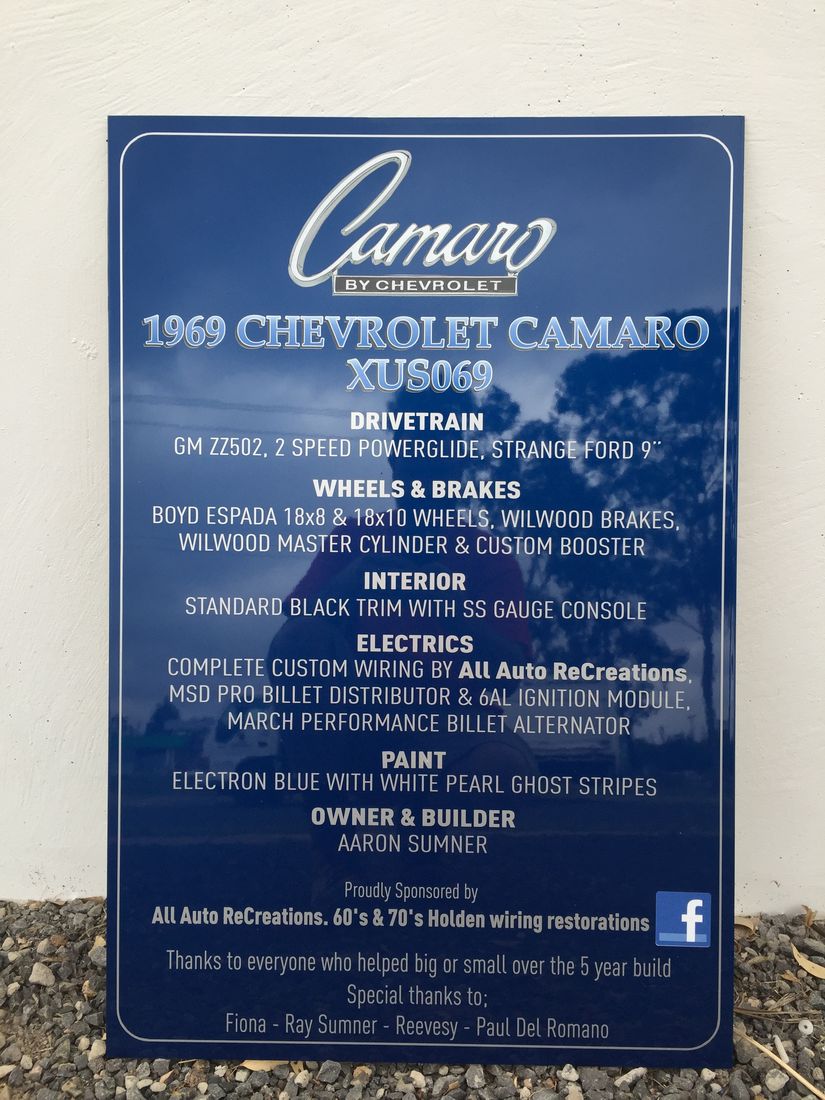 Camaro
BY CHEVROLET
1969 CHEVROLET CAMARO
XUS069
DRIVETRAIN
GM ZZ502, 2 SPEED POWERGLIDE, STRANGE FORD 9¨
WHEELS & BRAKES
BOYD ESPADA 18x8 & 18x10 WHEELS, WILWOOD BRAKES,
WILWOOD MASTER CYLINDER & CUSTOM BOOSTER
INTERIOR
STANDARD BLACK TRIM WITH SS GAUGE CONSOLE
ELECTRICS
COMPLETE CUSTOM WIRING BY All Auto ReCreations,
MSD PRO BILLET DISTRIBUTOR & 6AL IGNITION MODULE,
MARCH PERFORMANCE BILLET ALTERNATOR
PAINT
ELECTRON BLUE WITH WHITE PEARL GHOST STRIPES
OWNER & BUILDER
AARON SUMNER
Proudly Sponsored by
All Auto ReCreations. 60's & 70's Holden wiring restorations f
Thanks to everyone who helped big or small over the 5 year build
Special thanks to;
Fiona - Ray Sumner - Reevesy - Paul Del Romano